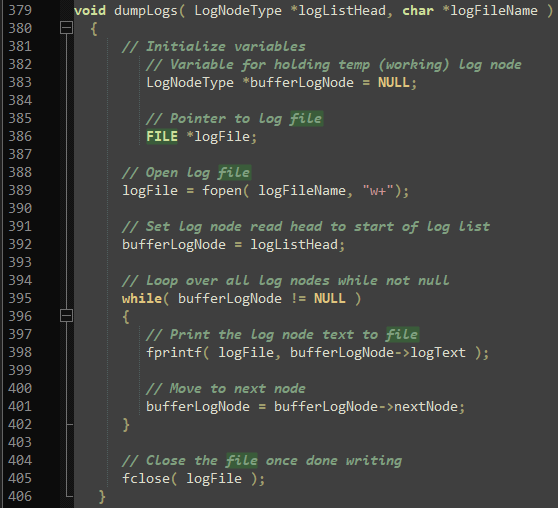 379 void dumpLogs( LogNodeType *logListHead, char *logFileName )
380 {
381 // Initialize variables
382 // Variable for holding temp (working) log node
383 LogNodeType *bufferLogNode = NULL;
384
385 // Pointer to log file
386 FILE *logFile;
387
388 // Open log file
389 logFile = fopen( logFileName, "w+");
390
391 // Set log node read head to start of log list
392 bufferLogNode = logListHead;
393
394 // Loop over all log nodes while not null
395 while( bufferLogNode != NULL )
396 {
397 // Print the log node text to file
398 fprintf( logFile, bufferLogNode->logText );
399
400 // Move to next node
401 bufferLogNode = bufferLogNode->nextNode;
402 }
403
404 // Close the file once done writing
405 fclose( logFile );
406 }